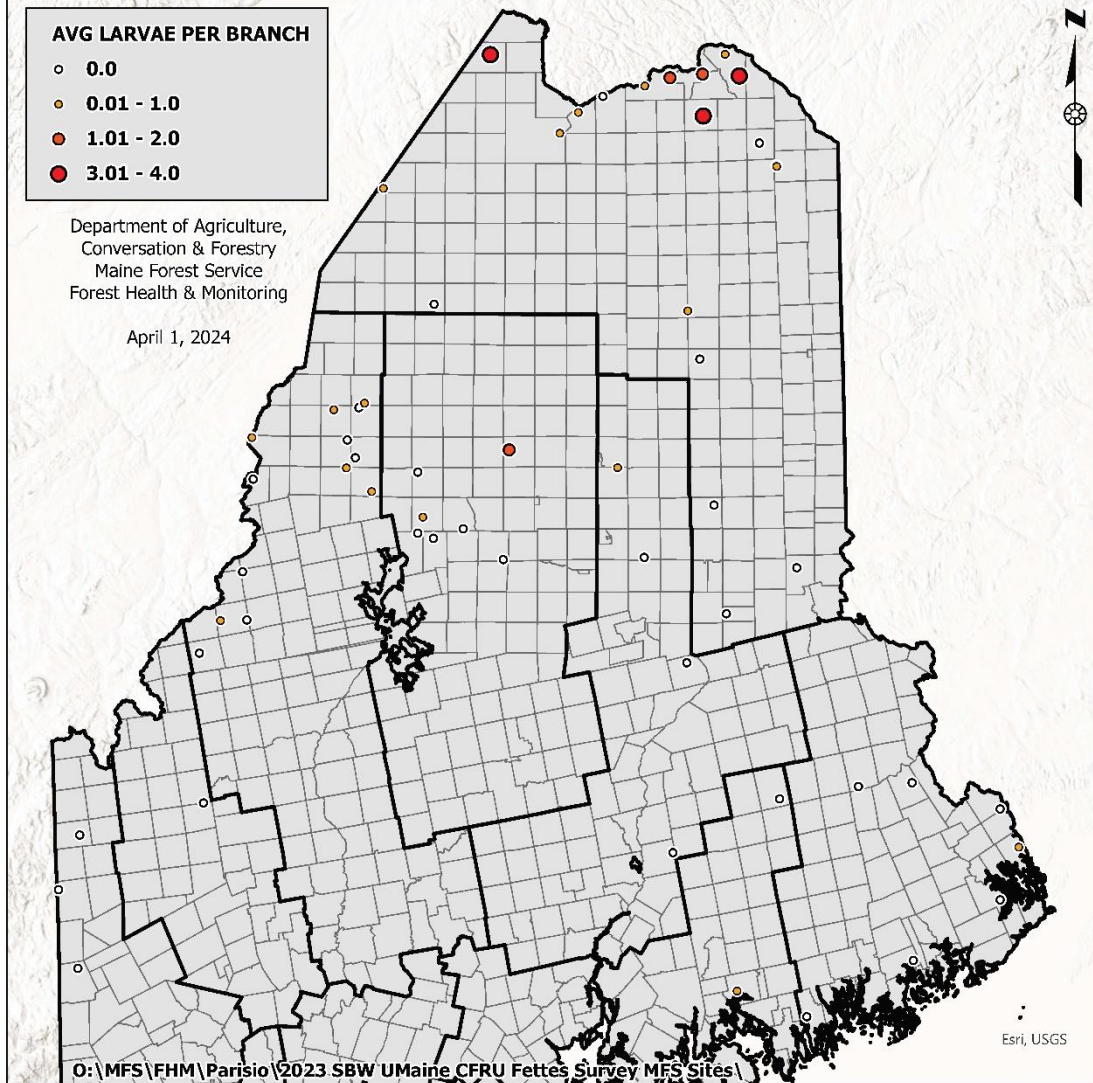 AVG LARVAE PER BRANCH
0.0
0.01 - 1.0
1.01 - 2.0
3.01 - 4.0
Department of Agriculture,
Conversation & Forestry
Maine Forest Service
Forest Health & Monitoring
April 1, 2024
N
Esri, USGS
O:\MFS\FHM\Parisio\2023 SBW UMaine CFRU Fettes Survey MFS Sites\